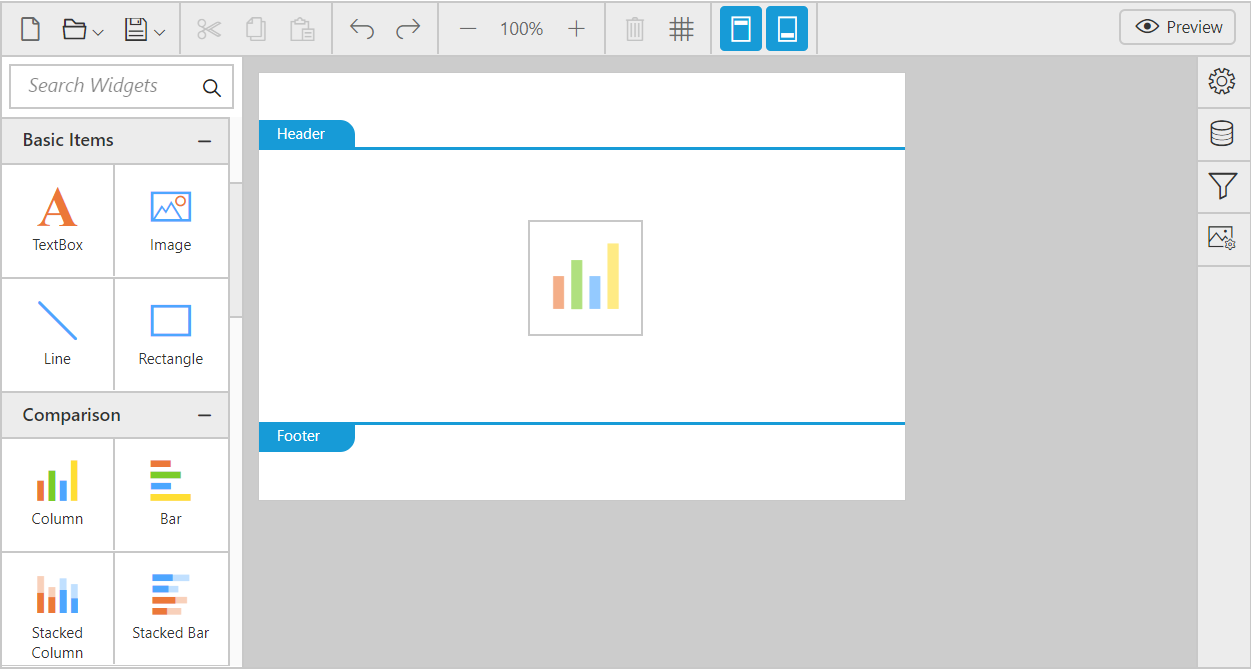 100%
Preview
Search Widgets
Basic Items
TextBox
Image
Line
Rectangle
Comparison
Column
Bar
Stacked
Column
Stacked Bar
Header
Footer